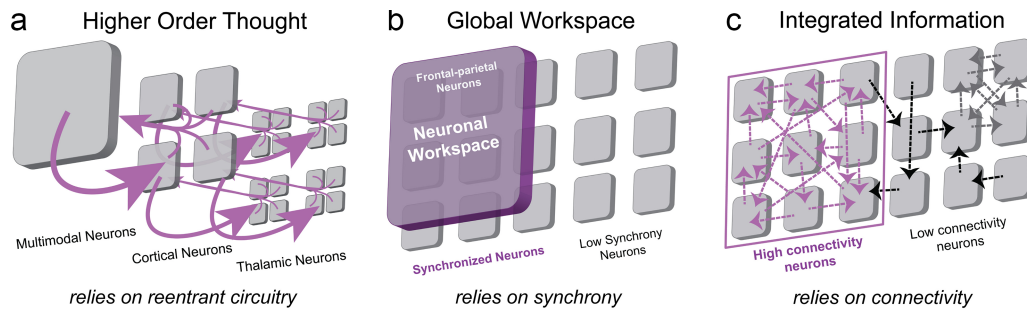 a Higher Order Thought
Multimodal Neurons
Cortical Neurons
Thalamic Neurons
relies on reentrant circuitry
b Global Workspace
Frontal-parietal
Neurons
Neuronal
Workspace
Synchronized Neurons
Low Synchrony
Neurons
relies on synchrony
c Integrated Information
High connectivity
neurons
Low connectivity
neurons
relies on connectivity